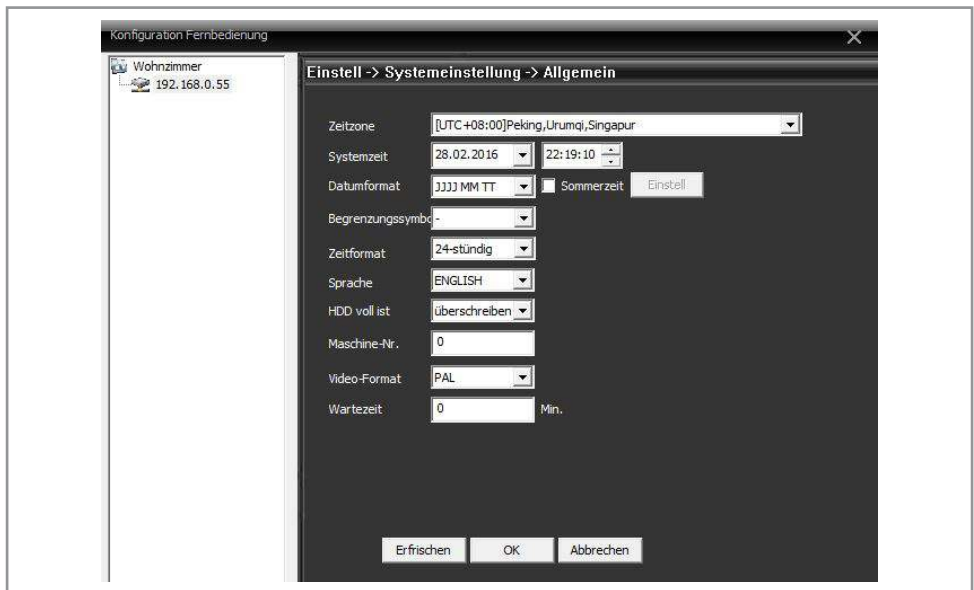 Konfiguration Fernbedienung
Wohnzimmer
192.168.0.55
Einstell -> Systemeinstellung -> Allgemein
Zeitzone [UTC+08:00]Peking,Urumqi,Singapur
Systemzeit 28.02.2016 22:19:10
Datumformat JJJJ MM TT Sommerzeit Einstell
Begrenzungssymbo -
Zeitformat 24-stündig
Sprache ENGLISH
HDD voll ist überschreiben
Maschine-Nr. 0
Video-Format PAL
Wartezeit 0 Min.
Erfrischen OK Abbrechen